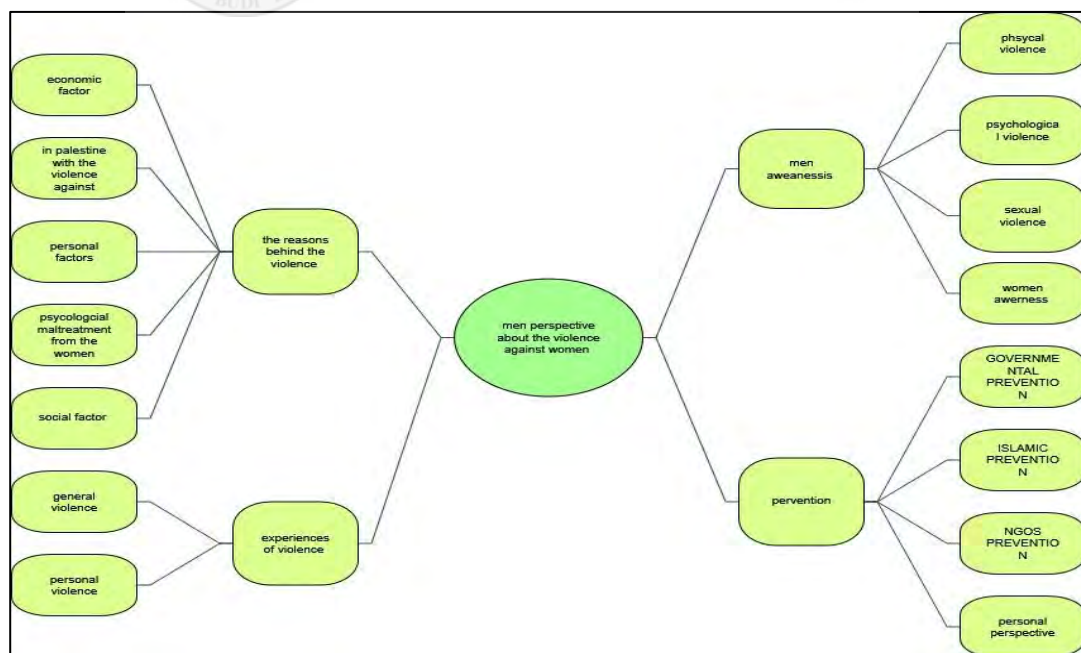 economic
factor
in palestine
with the
violence
against
personal
factors
psycologcial
maltreatment
from the
women
social factor
general
violence
personal
violence
the reasons
behind the
violence
experiences
of violence
men perspective
about the violence
against women
men
aweanessis
pervention
phsycal
violence
psychologica
l violence
sexual
violence
women
awerness
GOVERNME
NTAL
PREVENTIO
N
ISLAMIC
PREVENTIO
N
NGOS
PREVENTIO
N
personal
perspective